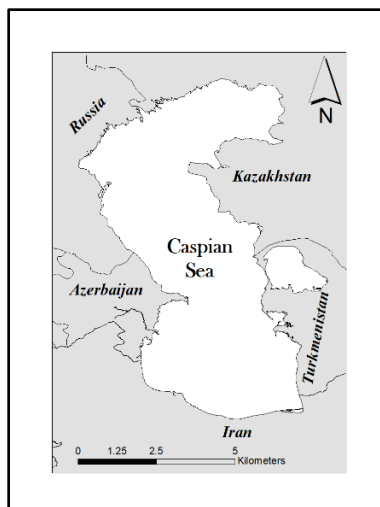 N
Russia
Kazakhstan
Caspian
Sea
Azerbaijan
Turkmenistan
Iran
0 1.25 2.5 5
Kilometers